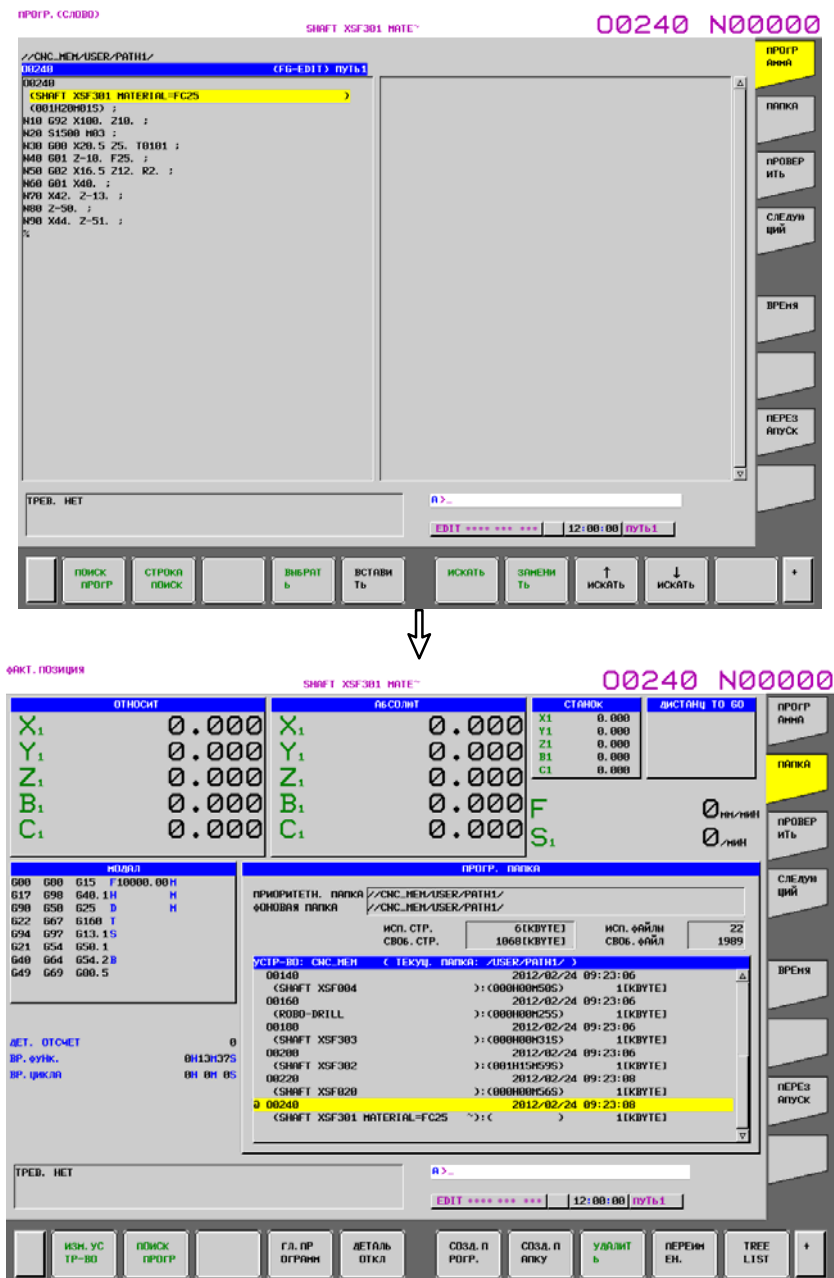 ПРОГР.(СЛОВО)
SHAFT XSF301 MATE~
O0240 N00000
//CNC_MEM/USER/PATH1/
O0240 (FG-EDIT) ПУТЬ1
O0240
(SHAFT XSF301 MATERIAL=FC25 )
(001H20M01S) ;
N10 G92 X100. Z10. ;
N20 S1500 M03 ;
N30 G00 X20.5 Z5. T0101 ;
N40 G01 Z-10. F25. ;
N50 G02 X16.5 Z12. R2. ;
N60 G01 X40. ;
N70 X42. Z-13. ;
N80 Z-50. ;
N90 X44. Z-51. ;
%
ПРОГР
АММА
ПАПКА
ПРОВЕР
ИТЬ
СЛЕДУЮ
ЩИЙ
ВРЕМЯ
ПЕРЕЗ
АПУСК
ТРЕВ. НЕТ
A>_
EDIT **** *** *** 12:00:00 ПУТЬ1
ПОИСК
ПРОГР
СТРОКА
ПОИСК
ВЫБРАТ
Ь
ВСТАВИ
ТЬ
ИСКАТЬ
ЗАМЕНИ
ТЬ
↑
ИСКАТЬ
↓
ИСКАТЬ
+
ФАКТ.ПОЗИЦИЯ
SHAFT XSF301 MATE~
O0240 N00000
ОТНОСИТ
X1 0.000
Y1 0.000
Z1 0.000
B1 0.000
C1 0.000
АБСОЛЮТ
X1 0.000
Y1 0.000
Z1 0.000
B1 0.000
C1 0.000
СТАНОК
X1 0.000
Y1 0.000
Z1 0.000
B1 0.000
C1 0.000
ДИСТАНЦ TO GO
F 0 ММ/МИН
S1 0 /МИН
МОДАЛ
G00 G80 G15 F10000.00 M
G17 G98 G40.1 H M
G90 G50 G25 D M
G22 G67 G160 T
G94 G97 G13.1 S
G21 G54 G50.1
G40 G64 G54.2 B
G49 G69 G80.5
ДЕТ. ОТСЧЕТ 0
ВР.ФУНК. 0H13M37S
ВР.ЦИКЛА 0H 0M 0S
ПРОГР. ПАПКА
ПРИОРИТЕТН. ПАПКА //CNC_MEM/USER/PATH1/
ФОНОВАЯ ПАПКА //CNC_MEM/USER/PATH1/
ИСП.СТР. 6[KBYTE] ИСП.ФАЙЛЫ 22
СВОБ.СТР. 1068[KBYTE] СВОБ.ФАЙЛ 1989
УСТР-ВО: CNC_MEM ( ТЕКУЩ. ПАПКА: /USER/PATH1/ )
O0140 2012/02/24 09:23:06
(SHAFT XSF004 ):(000H00M50S) 1[KBYTE]
O0160 2012/02/24 09:23:06
(ROBO-DRILL ):(000H00M25S) 1[KBYTE]
O0180 2012/02/24 09:23:06
(SHAFT XSF303 ):(000H00M31S) 1[KBYTE]
O0200 2012/02/24 09:23:06
(SHAFT XSF302 ):(001H15M59S) 1[KBYTE]
O0220 2012/02/24 09:23:08
(SHAFT XSF020 ):(000H00M56S) 1[KBYTE]
@ O0240 2012/02/24 09:23:08
(SHAFT XSF301 MATERIAL=FC25 ~):( ) 1[KBYTE]
ПРОГР
АММА
ПАПКА
ПРОВЕР
ИТЬ
СЛЕДУЮ
ЩИЙ
ВРЕМЯ
ПЕРЕЗ
АПУСК
ТРЕВ. НЕТ
A>_
EDIT **** *** *** 12:00:00 ПУТЬ1
ИЗМ.УС
ТР-ВО
ПОИСК
ПРОГР
ГЛ.ПР
ОГРАММ
ДЕТАЛЬ
ОТКЛ
СОЗД.П
РОГР.
СОЗД.П
АПКУ
УДАЛИТ
Ь
ПЕРЕИМ
ЕН.
TREE
LIST
+